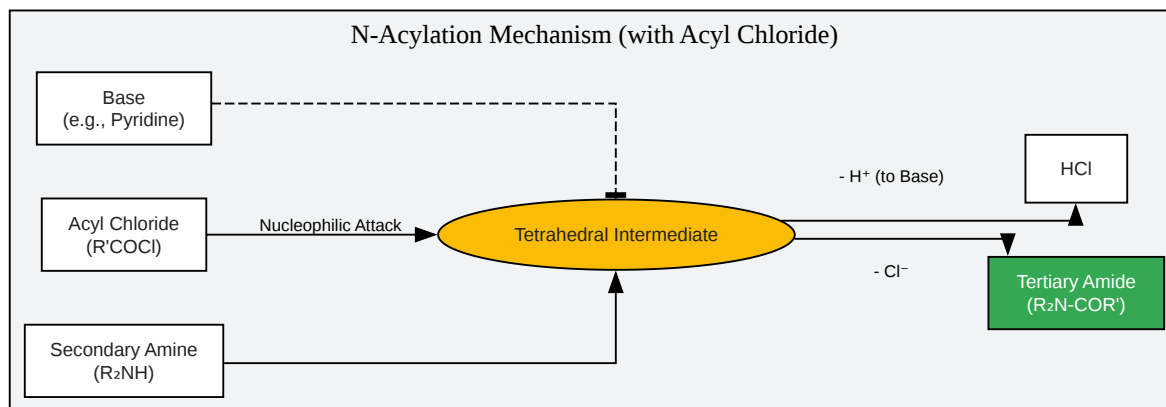 N-Acylation Mechanism (with Acyl Chloride)
Base
(e.g., Pyridine)
- H⁺ (to Base)
HCl
Acyl Chloride
(R'COCl)
Nucleophilic Attack
Tetrahedral Intermediate
- Cl⁻
Tertiary Amide
(R₂N-COR')
Secondary Amine
(R₂NH)